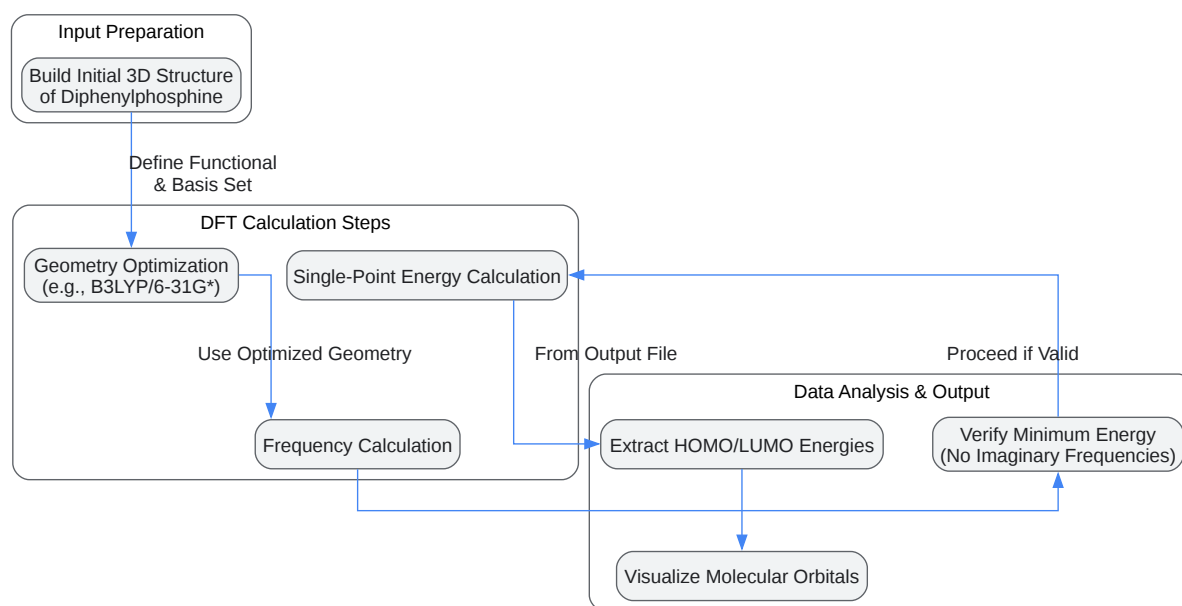 Input Preparation
Build Initial 3D Structure
of Diphenylphosphine
Define Functional
& Basis Set
DFT Calculation Steps
Geometry Optimization
(e.g., B3LYP/6-31G*)
Single-Point Energy Calculation
Use Optimized Geometry
From Output File
Proceed if Valid
Data Analysis & Output
Frequency Calculation
Extract HOMO/LUMO Energies
Verify Minimum Energy
(No Imaginary Frequencies)
Visualize Molecular Orbitals